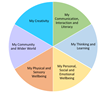 My Creativity
My
Communication,
Interaction and
Literacy
My Thinking and
Learning
My Personal,
Social and
Emotional
Wellbeing
My Physical and
Sensory
Wellbeing
My Community
and Wider World